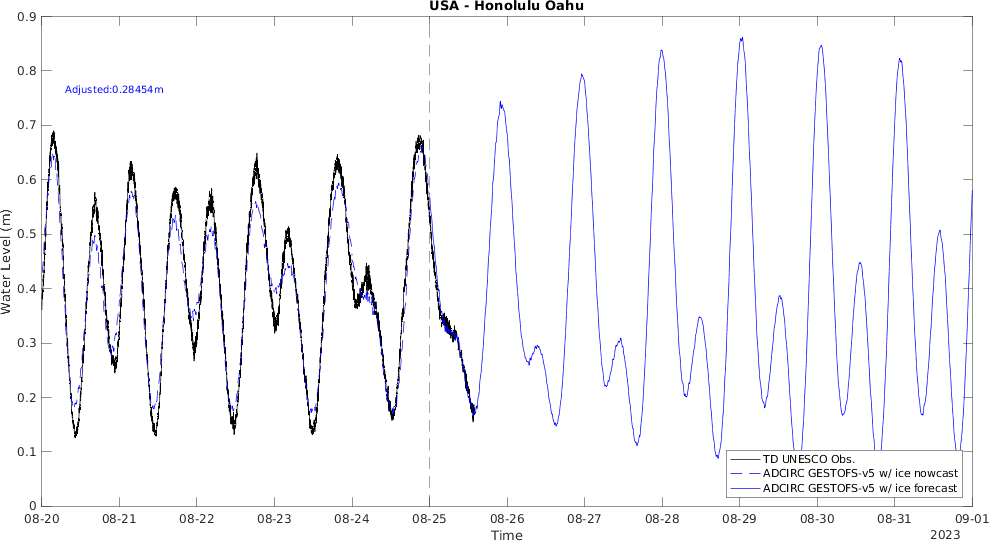 USA - Honolulu Oahu
Adjusted:0.28454m
Water Level (m)
0.9
0.8
0.7
0.6
0.5
0.4
0.3
0.2
0.1
0
TD UNESCO Obs.
ADCIRC GESTOFS-v5 w/ ice nowcast
ADCIRC GESTOFS-v5 w/ ice forecast
08-20 08-21 08-22 08-23 08-24 08-25 08-26 08-27 08-28 08-29 08-30 08-31 09-01
Time
2023